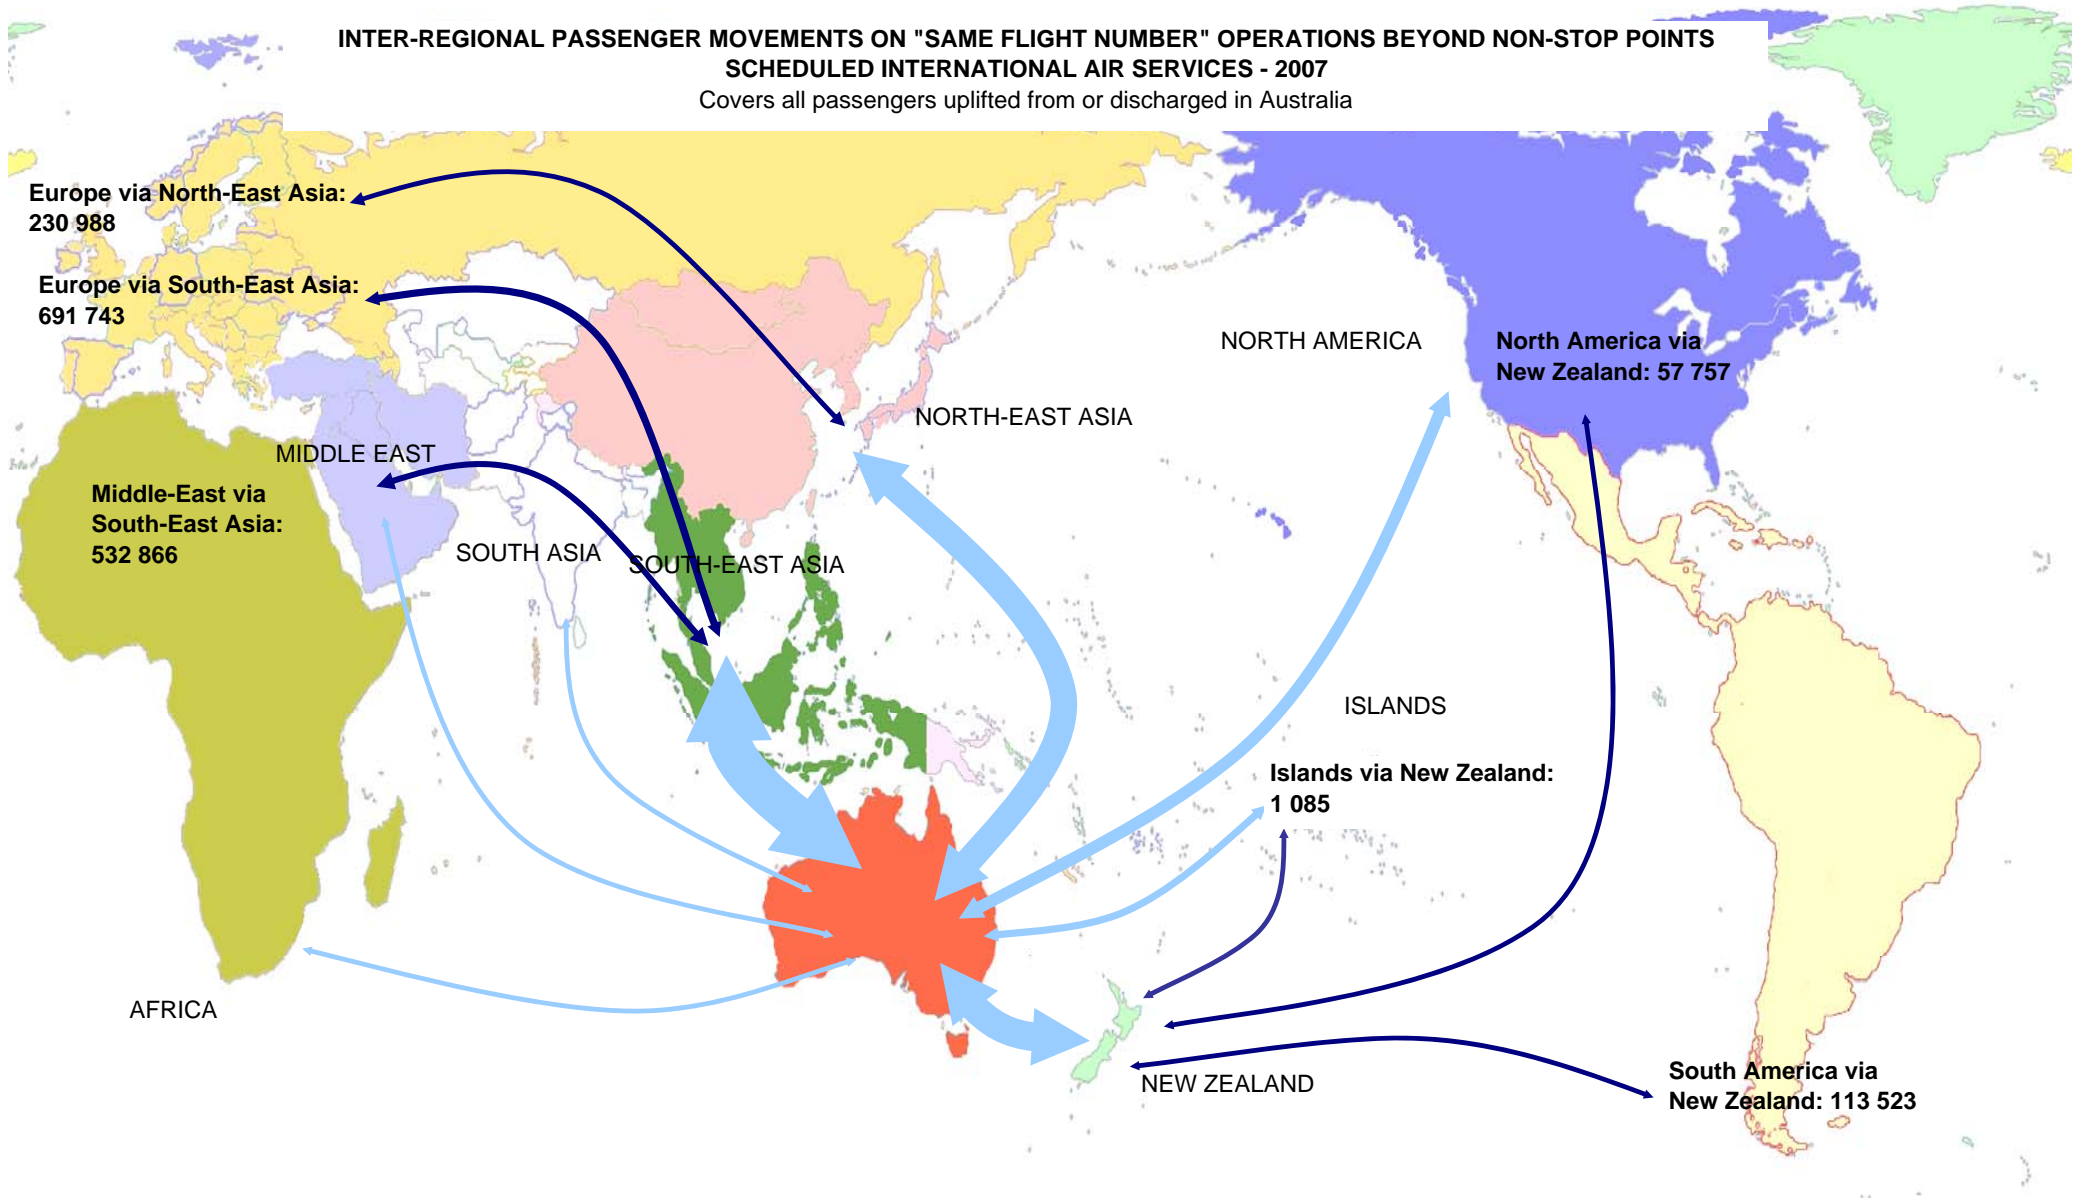 INTER-REGIONAL PASSENGER MOVEMENTS ON "SAME FLIGHT NUMBER" OPERATIONS BEYOND NON-STOP POINTS
SCHEDULED INTERNATIONAL AIR SERVICES - 2007
Covers all passengers uplifted from or discharged in Australia
Europe via North-East Asia:
230 988
Europe via South-East Asia:
691 743
NORTH AMERICA
North America via
New Zealand: 57 757
NORTH-EAST ASIA
MIDDLE EAST
Middle-East via
South-East Asia:
532 866
SOUTH ASIA
SOUTH-EAST ASIA
ISLANDS
Islands via New Zealand:
1 085
AFRICA
NEW ZEALAND
South America via
New Zealand: 113 523